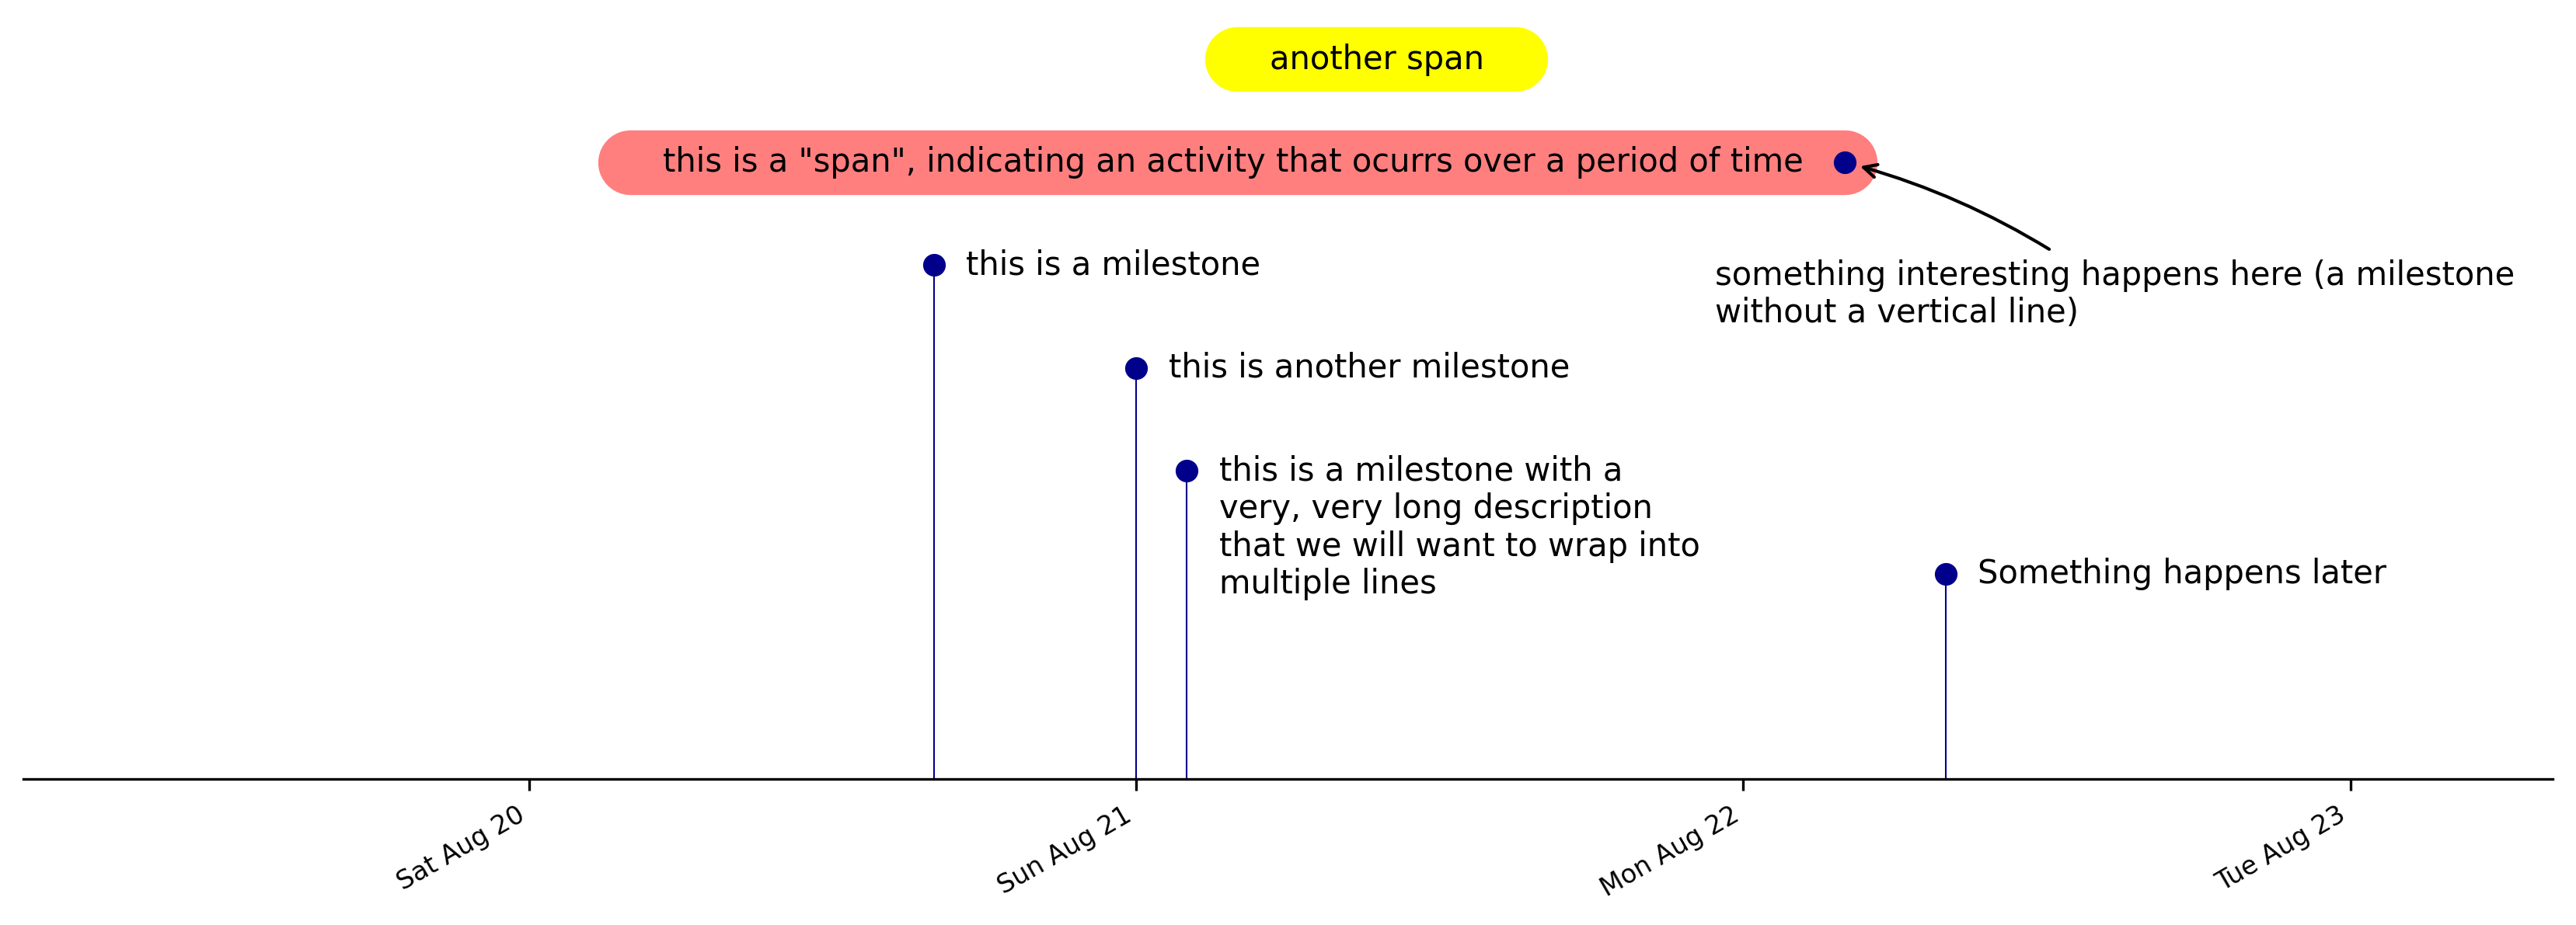 another span
this is a "span", indicating an activity that ocurrs over a period of time
this is a milestone
something interesting happens here (a milestone
without a vertical line)
this is another milestone
this is a milestone with a
very, very long description
that we will want to wrap into
multiple lines
Something happens later
Sat Aug 20
Sun Aug 21
Mon Aug 22
Tue Aug 23